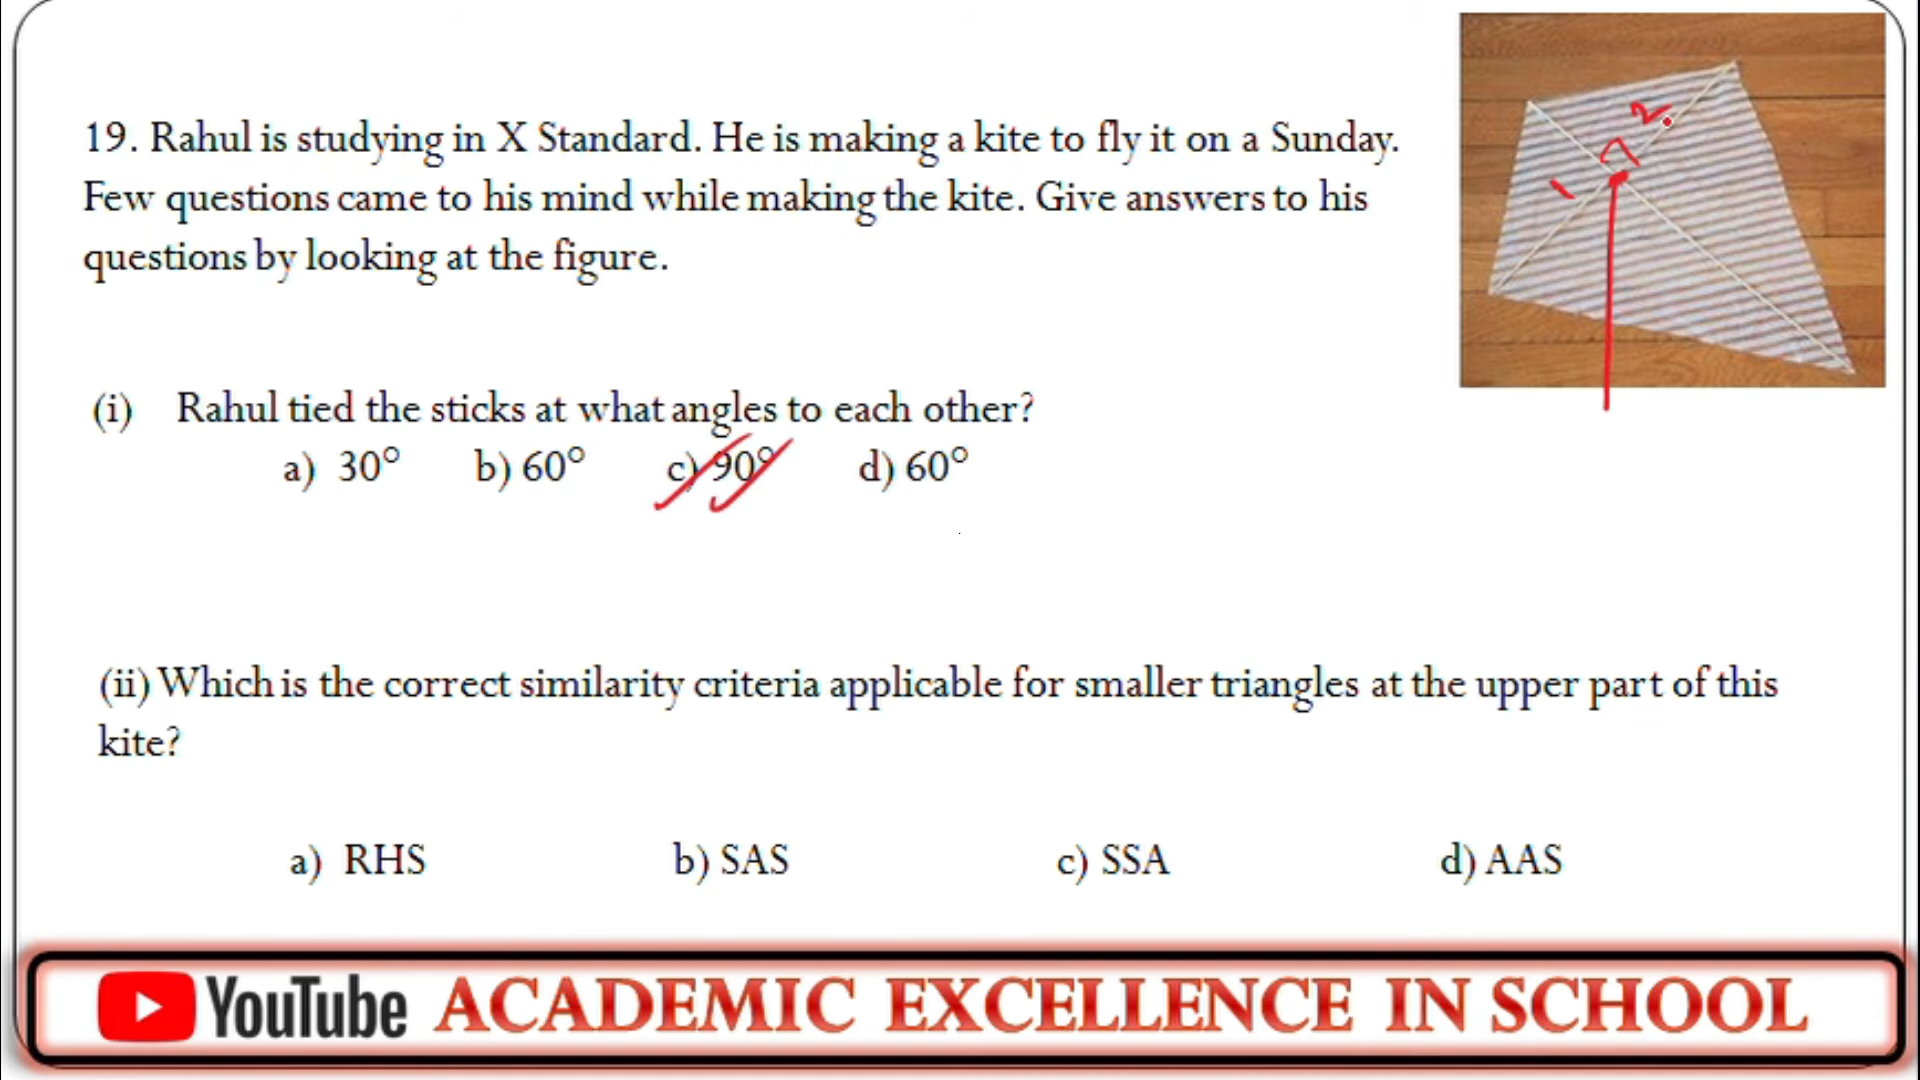 19. Rahul is studying in X Standard. He is making a kite to fly it on a Sunday.
Few questions came to his mind while making the kite. Give answers to his
questions by looking at the figure.
(i) Rahul tied the sticks at what angles to each other?
a) 30° b) 60° c) 90° d) 60°
(ii) Which is the correct similarity criteria applicable for smaller triangles at the upper part of this
kite?
a) RHS b) SAS c) SSA d) AAS
YouTube ACADEMIC EXCELLENCE IN SCHOOL